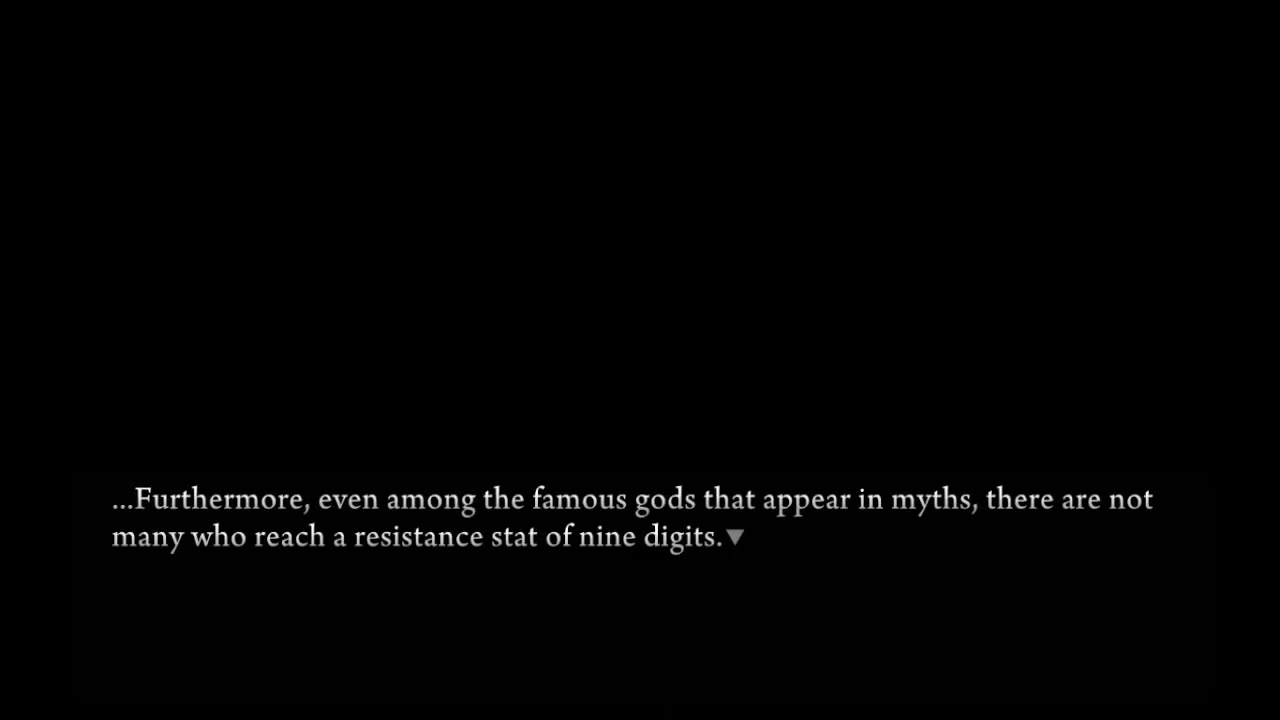 ...Furthermore, even among the famous gods that appear in myths, there are not
many who reach a resistance stat of nine digits.▼